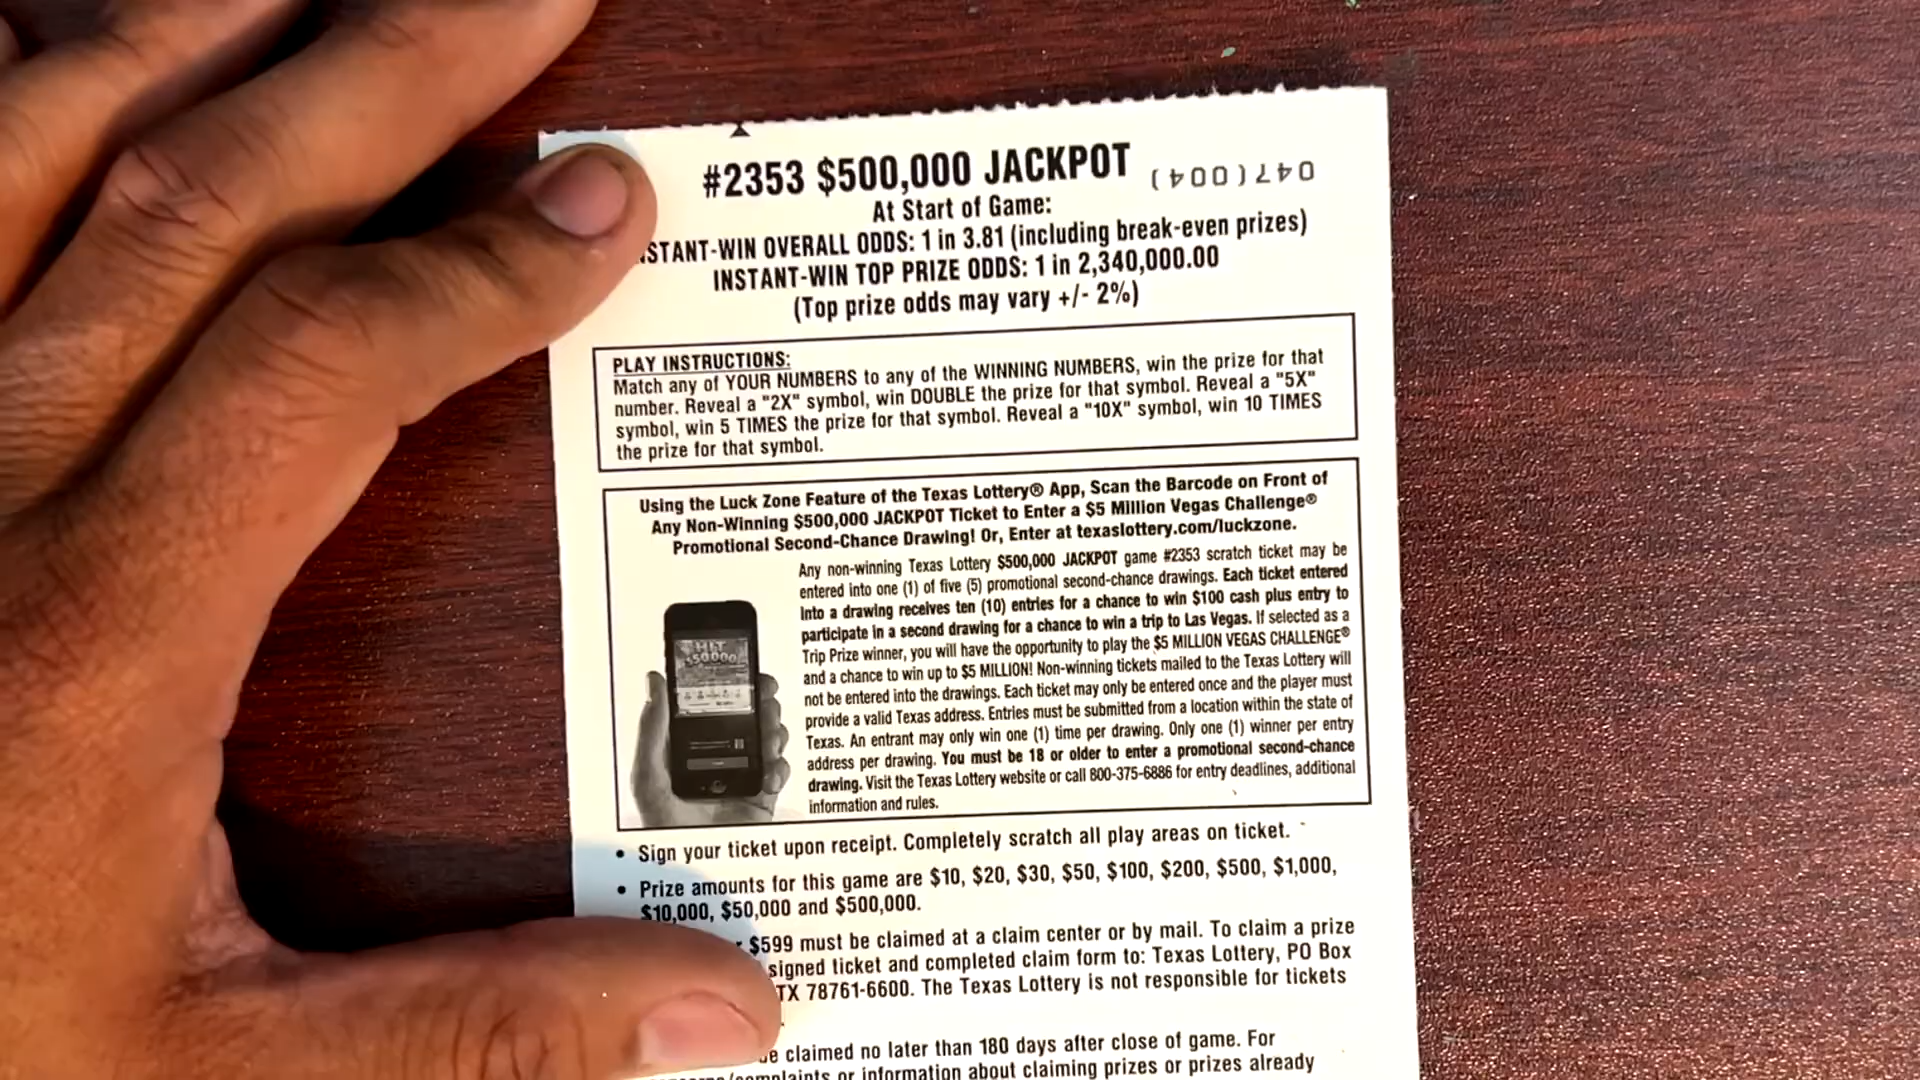 #2353 $500,000 JACKPOT 047(004)
At Start of Game:
INSTANT-WIN OVERALL ODDS: 1 in 3.81 (including break-even prizes)
INSTANT-WIN TOP PRIZE ODDS: 1 in 2,340,000.00
(Top prize odds may vary +/- 2%)
PLAY INSTRUCTIONS:
Match any of YOUR NUMBERS to any of the WINNING NUMBERS, win the prize for that
number. Reveal a "2X" symbol, win DOUBLE the prize for that symbol. Reveal a "5X"
symbol, win 5 TIMES the prize for that symbol. Reveal a "10X" symbol, win 10 TIMES
the prize for that symbol.
Using the Luck Zone Feature of the Texas Lottery® App, Scan the Barcode on Front of
Any Non-Winning $500,000 JACKPOT Ticket to Enter a $5 Million Vegas Challenge®
Promotional Second-Chance Drawing! Or, Enter at texaslottery.com/luckzone.
Any non-winning Texas Lottery $500,000 JACKPOT game #2353 scratch ticket may be
entered into one (1) of five (5) promotional second-chance drawings. Each ticket entered
into a drawing receives ten (10) entries for a chance to win $100 cash plus entry to
participate in a second drawing for a chance to win a trip to Las Vegas. If selected as a
Trip Prize winner, you will have the opportunity to play the $5 MILLION VEGAS CHALLENGE®
and a chance to win up to $5 MILLION! Non-winning tickets mailed to the Texas Lottery will
not be entered into the drawings. Each ticket may only be entered once and the player must
provide a valid Texas address. Entries must be submitted from a location within the state of
Texas. An entrant may only win one (1) time per drawing. Only one (1) winner per entry
address per drawing. You must be 18 or older to enter a promotional second-chance
drawing. Visit the Texas Lottery website or call 800-375-6886 for entry deadlines, additional
information and rules.
HIT
$50,000
• Sign your ticket upon receipt. Completely scratch all play areas on ticket.
• Prize amounts for this game are $10, $20, $30, $50, $100, $200, $500, $1,000,
$10,000, $50,000 and $500,000.
$599 must be claimed at a claim center or by mail. To claim a prize
signed ticket and completed claim form to: Texas Lottery, PO Box
TX 78761-6600. The Texas Lottery is not responsible for tickets
claimed no later than 180 days after close of game. For
/complaints or information about claiming prizes or prizes already